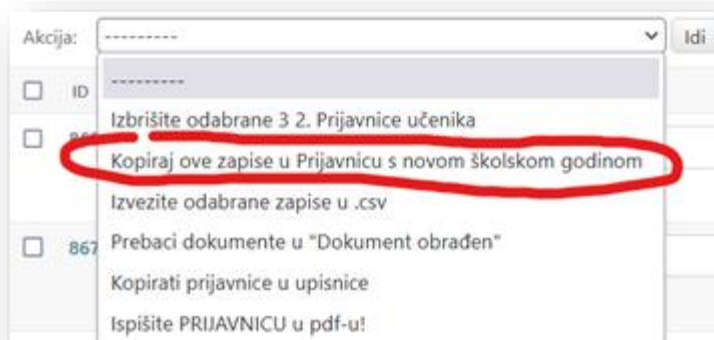 Akcija: --------- Idi
ID ---------
Izbrišite odabrane 3 2. Prijavnice učenika
Kopiraj ove zapise u Prijavnicu s novom školskom godinom
Izvezite odabrane zapise u .csv
867 Prebaci dokumente u "Dokument obrađen"
Kopirati prijavnice u upisnice
Ispišite PRIJAVNICU u pdf-u!